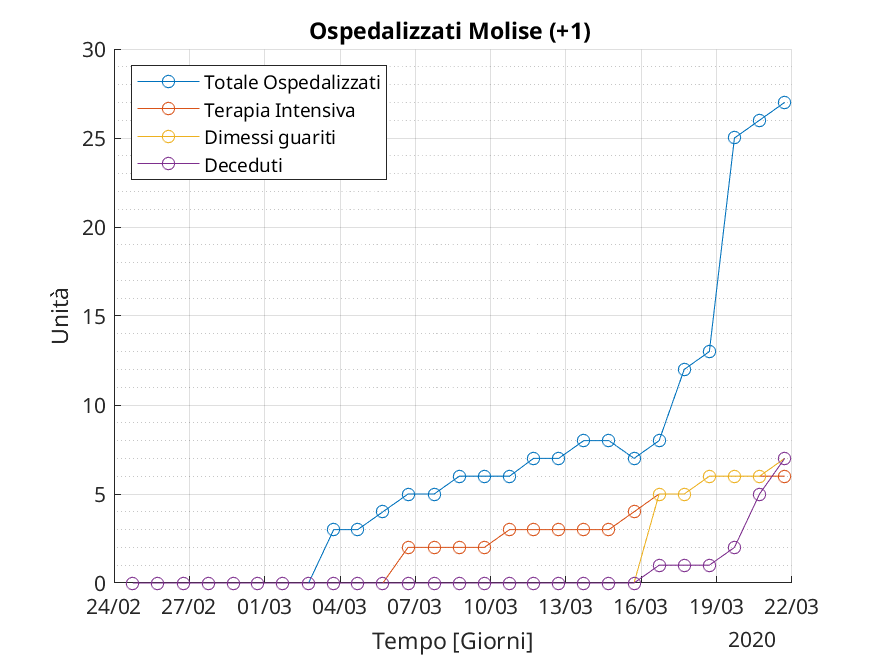 Ospedalizzati Molise (+1)
30
25
20
15
10
5
0
Unità
Totale Ospedalizzati
Terapia Intensiva
Dimessi guariti
Deceduti
24/02 27/02 01/03 04/03 07/03 10/03 13/03 16/03 19/03 22/03
Tempo [Giorni]
2020